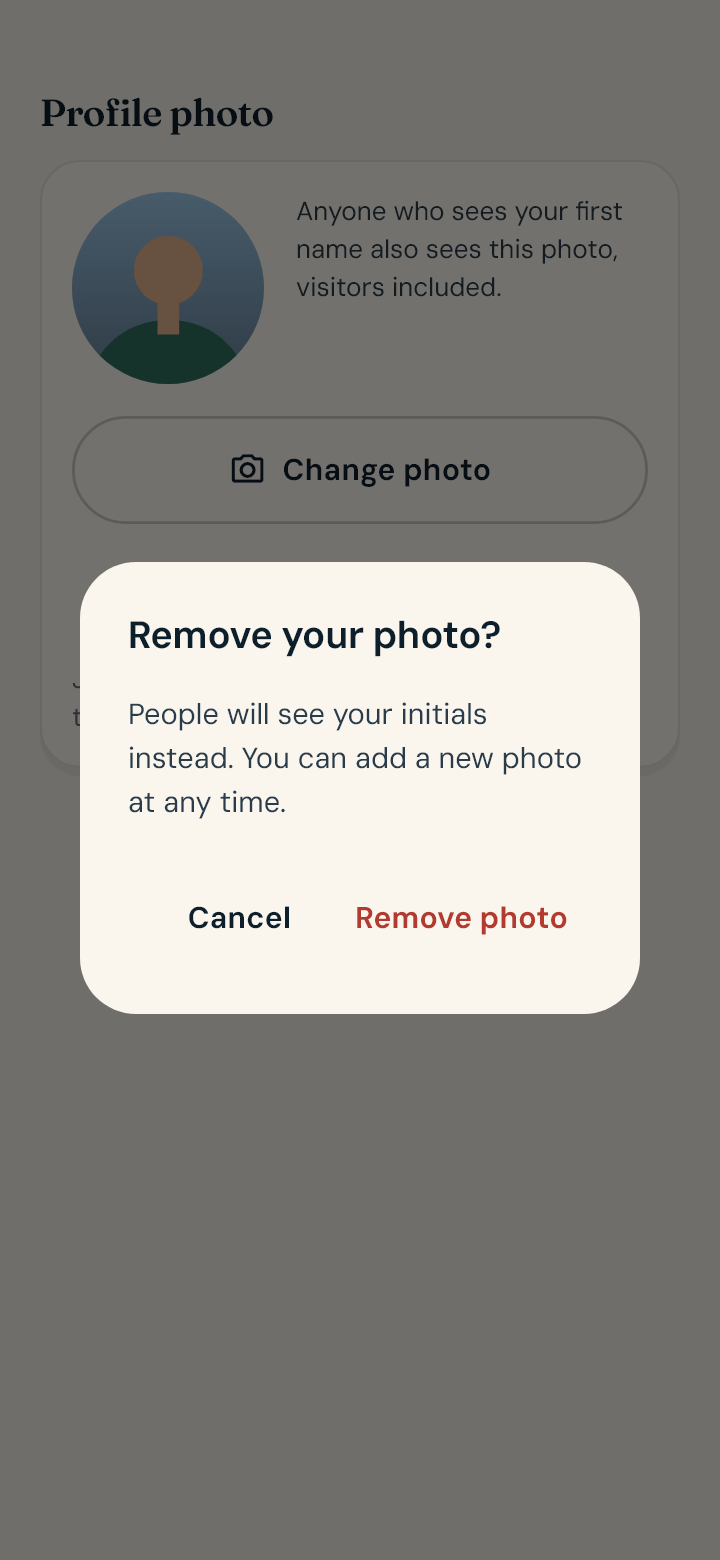 Profile photo
Anyone who sees your first
name also sees this photo,
visitors included.
Change photo
Remove your photo?
People will see your initials
instead. You can add a new photo
at any time.
Cancel
Remove photo